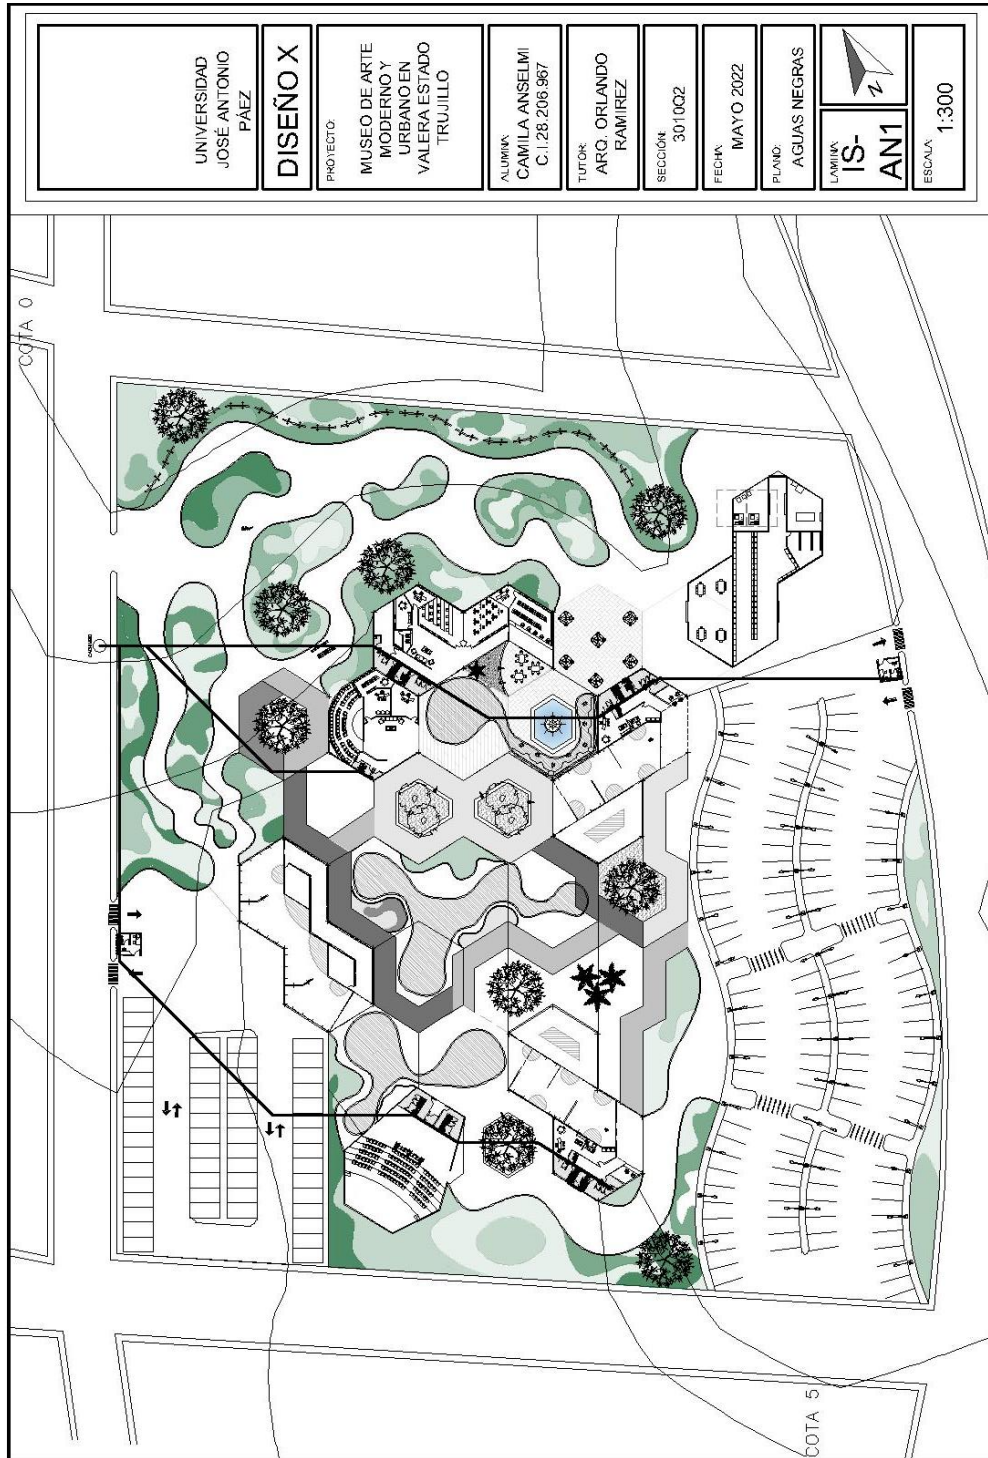 UNIVERSIDAD
JOSÉ ANTONIO
PÁEZ
DISEÑO X
PROYECTO:
MUSEO DE ARTE
MODERNO Y
URBANO EN
VALERA ESTADO
TRUJILLO
ALUMNA:
CAMILA ANSELMI
C.I.28.206.967
TUTOR:
ARQ. ORLANDO
RAMIREZ
SECCIÓN:
3010Q2
FECHA:
MAYO 2022
PLANO:
AGUAS NEGRAS
LAMINA:
IS-
AN1
N
ESCALA:
1:300
COTA 0
COTA 5